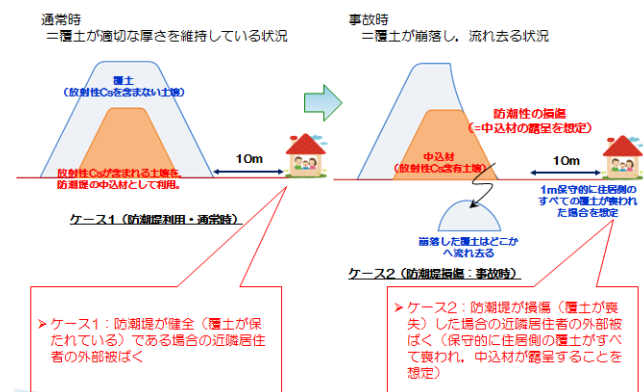 通常時
＝覆土が適切な厚さを維持している状況
覆土
（放射性Csを含まない土壌）
放射性Csが含まれる土壌を，
防潮堤の中込材として利用。
10m
ケース1（防潮堤利用・通常時）
➢ケース1：防潮堤が健全（覆土が保
たれている）である場合の近隣居住
者の外部被ばく
事故時
＝覆土が崩落し，流れ去る状況
防潮性の損傷
（=中込材の露呈を想定）
中込材
（放射性Cs含有土壌）
10m
1m保守的に住居側の
すべての覆土が喪われ
た場合を想定
崩落した覆土はどこか
へ流れ去る
ケース2（防潮堤損傷：事故時）
➢ケース2：防潮堤が損傷（覆土が喪
失）した場合の近隣居住者の外部被
ばく（保守的に住居側の覆土がすべ
て喪われ，中込材が露呈することを
想定）